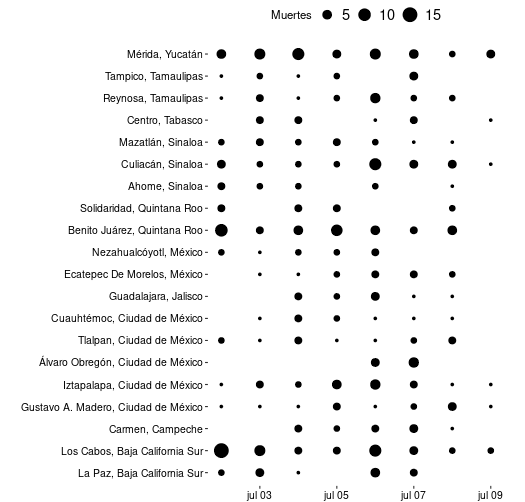 Muertes 5 10 15
Mérida, Yucatán
Tampico, Tamaulipas
Reynosa, Tamaulipas
Centro, Tabasco
Mazatlán, Sinaloa
Culiacán, Sinaloa
Ahome, Sinaloa
Solidaridad, Quintana Roo
Benito Juárez, Quintana Roo
Nezahualcóyotl, México
Ecatepec De Morelos, México
Guadalajara, Jalisco
Cuauhtémoc, Ciudad de México
Tlalpan, Ciudad de México
Álvaro Obregón, Ciudad de México
Iztapalapa, Ciudad de México
Gustavo A. Madero, Ciudad de México
Carmen, Campeche
Los Cabos, Baja California Sur
La Paz, Baja California Sur
jul 03 jul 05 jul 07 jul 09